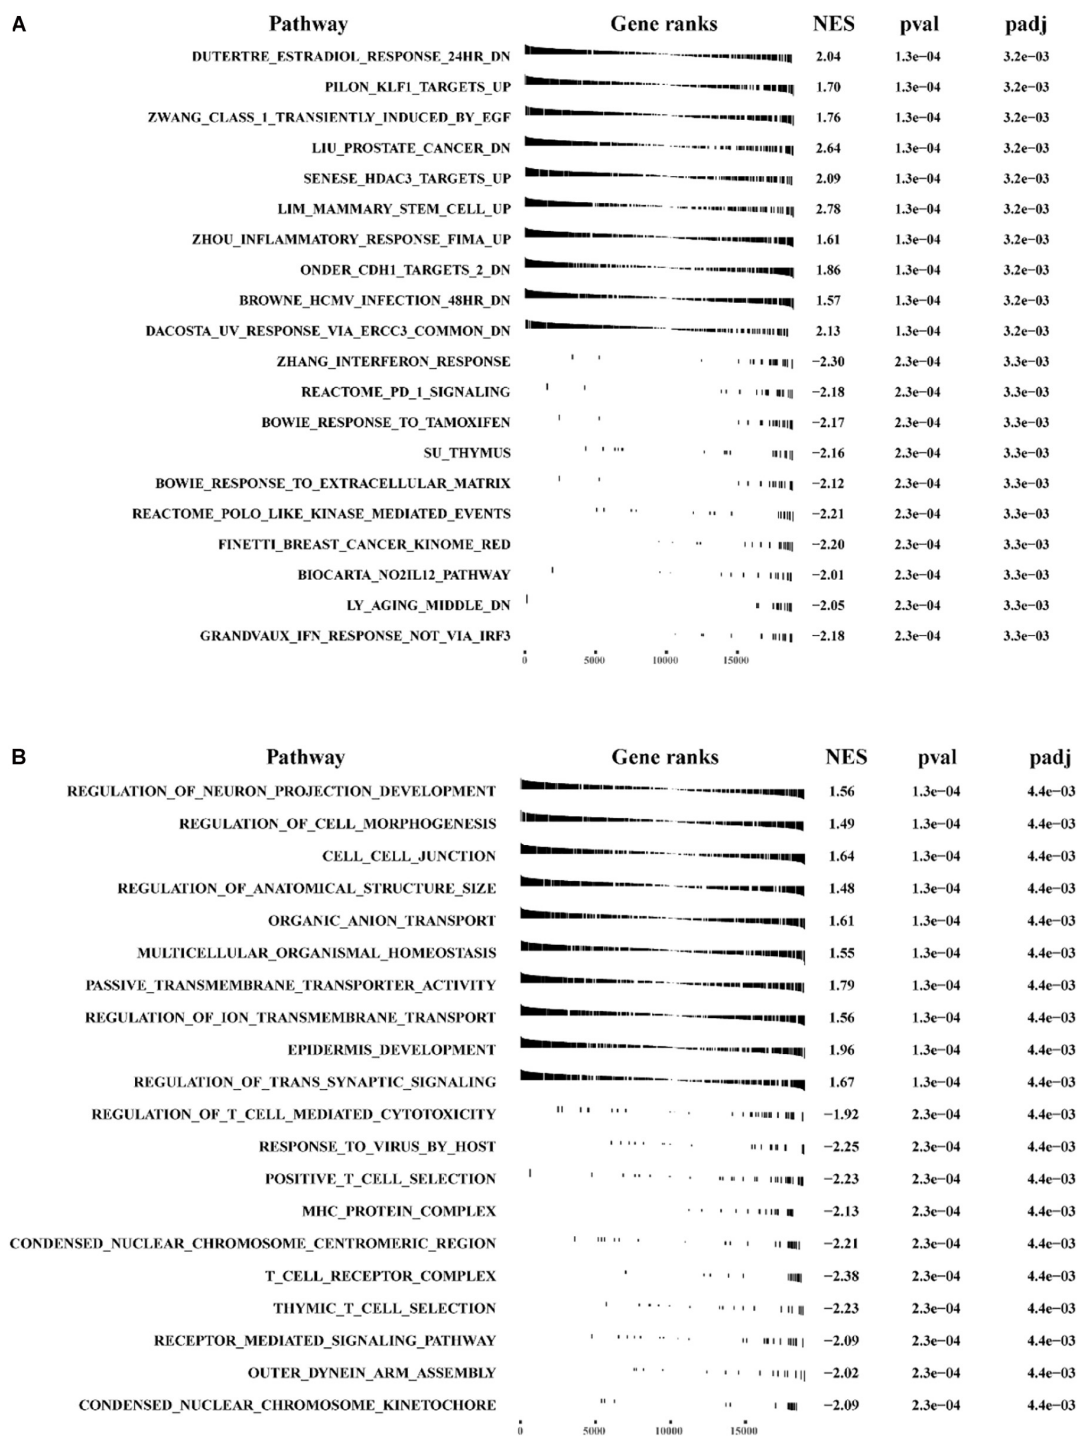 A Pathway Gene ranks NES pval padj
DUTERTRE_ESTRADIOL_RESPONSE_24HR_DN 2.04 1.3e−04 3.2e−03
PILON_KLF1_TARGETS_UP 1.70 1.3e−04 3.2e−03
ZWANG_CLASS_1_TRANSIENTLY_INDUCED_BY_EGF 1.76 1.3e−04 3.2e−03
LIU_PROSTATE_CANCER_DN 2.64 1.3e−04 3.2e−03
SENESE_HDAC3_TARGETS_UP 2.09 1.3e−04 3.2e−03
LIM_MAMMARY_STEM_CELL_UP 2.78 1.3e−04 3.2e−03
ZHOU_INFLAMMATORY_RESPONSE_FIMA_UP 1.61 1.3e−04 3.2e−03
ONDER_CDH1_TARGETS_2_DN 1.86 1.3e−04 3.2e−03
BROWNE_HCMV_INFECTION_48HR_DN 1.57 1.3e−04 3.2e−03
DACOSTA_UV_RESPONSE_VIA_ERCC3_COMMON_DN 2.13 1.3e−04 3.2e−03
ZHANG_INTERFERON_RESPONSE −2.30 2.3e−04 3.3e−03
REACTOME_PD_1_SIGNALING −2.18 2.3e−04 3.3e−03
BOWIE_RESPONSE_TO_TAMOXIFEN −2.17 2.3e−04 3.3e−03
SU_THYMUS −2.16 2.3e−04 3.3e−03
BOWIE_RESPONSE_TO_EXTRACELLULAR_MATRIX −2.12 2.3e−04 3.3e−03
REACTOME_POLO_LIKE_KINASE_MEDIATED_EVENTS −2.21 2.3e−04 3.3e−03
FINETTI_BREAST_CANCER_KINOME_RED −2.20 2.3e−04 3.3e−03
BIOCARTA_NO2IL12_PATHWAY −2.01 2.3e−04 3.3e−03
LY_AGING_MIDDLE_DN −2.05 2.3e−04 3.3e−03
GRANDVAUX_IFN_RESPONSE_NOT_VIA_IRF3 −2.18 2.3e−04 3.3e−03
0 5000 10000 15000
B Pathway Gene ranks NES pval padj
REGULATION_OF_NEURON_PROJECTION_DEVELOPMENT 1.56 1.3e−04 4.4e−03
REGULATION_OF_CELL_MORPHOGENESIS 1.49 1.3e−04 4.4e−03
CELL_CELL_JUNCTION 1.64 1.3e−04 4.4e−03
REGULATION_OF_ANATOMICAL_STRUCTURE_SIZE 1.48 1.3e−04 4.4e−03
ORGANIC_ANION_TRANSPORT 1.61 1.3e−04 4.4e−03
MULTICELLULAR_ORGANISMAL_HOMEOSTASIS 1.55 1.3e−04 4.4e−03
PASSIVE_TRANSMEMBRANE_TRANSPORTER_ACTIVITY 1.79 1.3e−04 4.4e−03
REGULATION_OF_ION_TRANSMEMBRANE_TRANSPORT 1.56 1.3e−04 4.4e−03
EPIDERMIS_DEVELOPMENT 1.96 1.3e−04 4.4e−03
REGULATION_OF_TRANS_SYNAPTIC_SIGNALING 1.67 1.3e−04 4.4e−03
REGULATION_OF_T_CELL_MEDIATED_CYTOTOXICITY −1.92 2.3e−04 4.4e−03
RESPONSE_TO_VIRUS_BY_HOST −2.25 2.3e−04 4.4e−03
POSITIVE_T_CELL_SELECTION −2.23 2.3e−04 4.4e−03
MHC_PROTEIN_COMPLEX −2.13 2.3e−04 4.4e−03
CONDENSED_NUCLEAR_CHROMOSOME_CENTROMERIC_REGION −2.21 2.3e−04 4.4e−03
T_CELL_RECEPTOR_COMPLEX −2.38 2.3e−04 4.4e−03
THYMIC_T_CELL_SELECTION −2.23 2.3e−04 4.4e−03
RECEPTOR_MEDIATED_SIGNALING_PATHWAY −2.09 2.3e−04 4.4e−03
OUTER_DYNEIN_ARM_ASSEMBLY −2.02 2.3e−04 4.4e−03
CONDENSED_NUCLEAR_CHROMOSOME_KINETOCHORE −2.09 2.3e−04 4.4e−03
0 5000 10000 15000